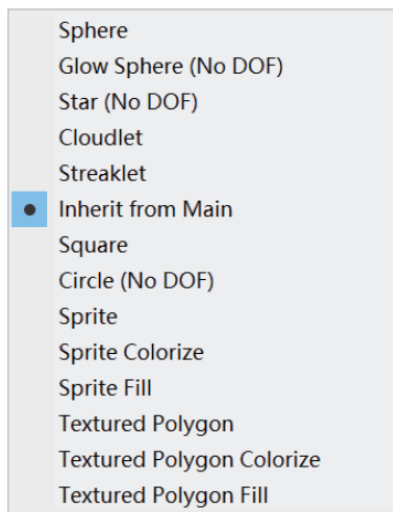 Sphere
Glow Sphere (No DOF)
Star (No DOF)
Cloudlet
Streaklet
Inherit from Main
Square
Circle (No DOF)
Sprite
Sprite Colorize
Sprite Fill
Textured Polygon
Textured Polygon Colorize
Textured Polygon Fill